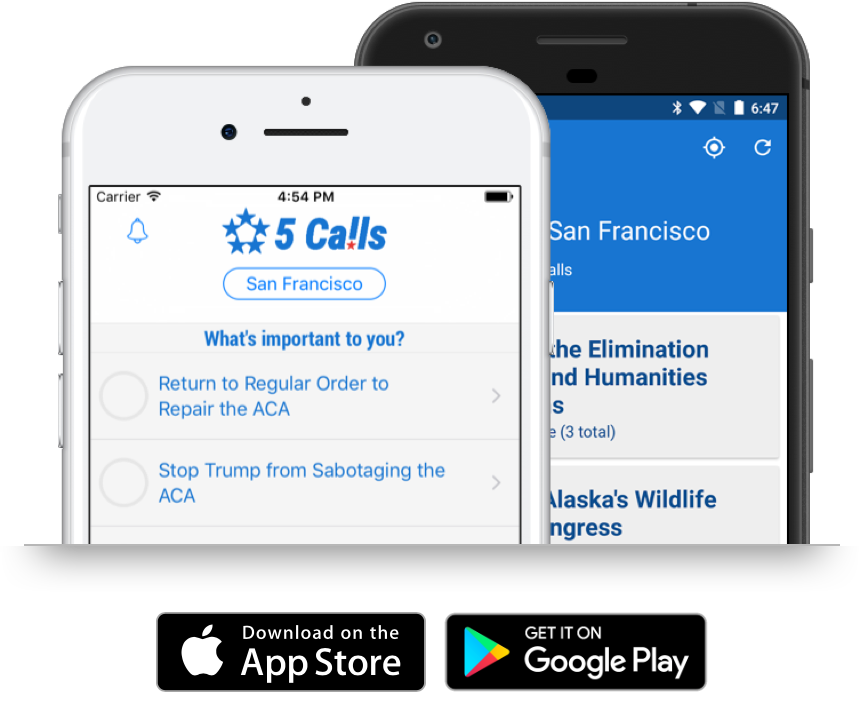 Carrier
4:54 PM
5 Calls
San Francisco
What's important to you?
Return to Regular Order to
Repair the ACA
Stop Trump from Sabotaging the
ACA
6:47
San Francisco
alls
the Elimination
nd Humanities
s
e (3 total)
Alaska's Wildlife
ngress
Download on the
App Store
GET IT ON
Google Play